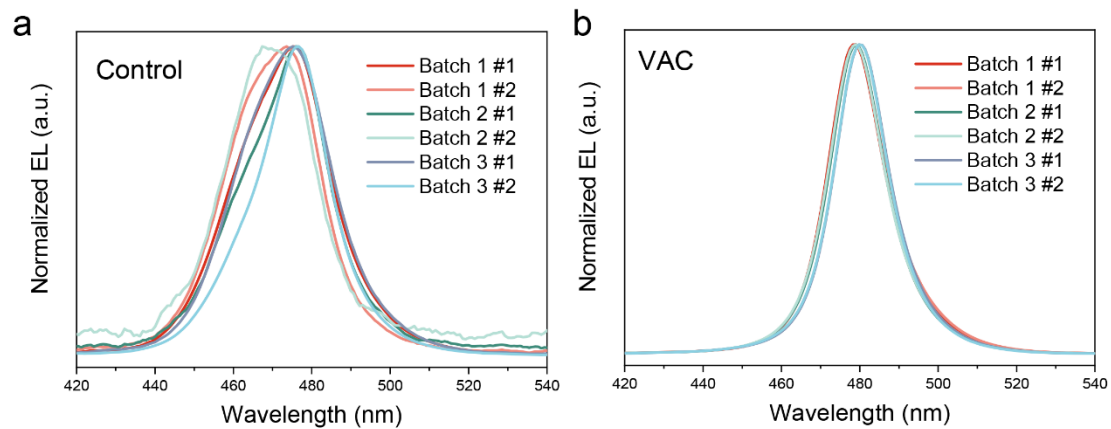 a
Control
Batch 1 #1
Batch 1 #2
Batch 2 #1
Batch 2 #2
Batch 3 #1
Batch 3 #2
Normalized EL (a.u.)
420 440 460 480 500 520 540
Wavelength (nm)
b
VAC
Batch 1 #1
Batch 1 #2
Batch 2 #1
Batch 2 #2
Batch 3 #1
Batch 3 #2
Normalized EL (a.u.)
420 440 460 480 500 520 540
Wavelength (nm)